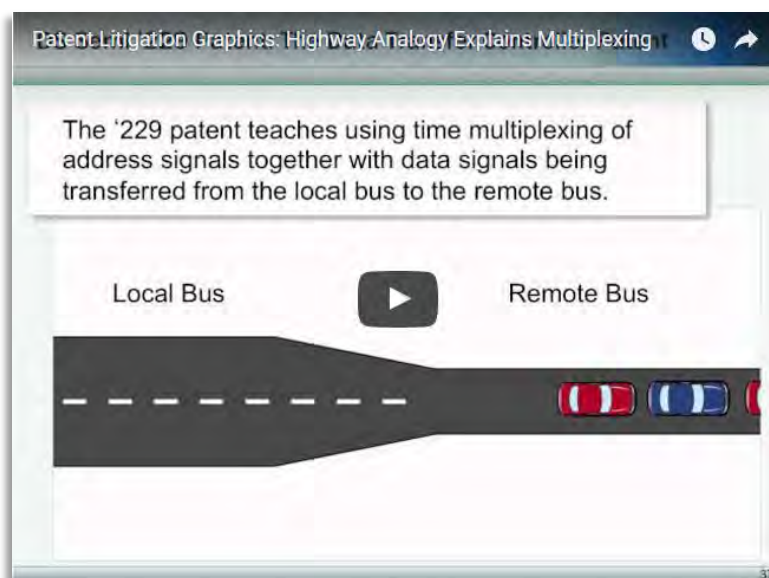 Patent Litigation Graphics: Highway Analogy Explains Multiplexing
The ‘229 patent teaches using time multiplexing of
address signals together with data signals being
transferred from the local bus to the remote bus.
Local Bus
Remote Bus